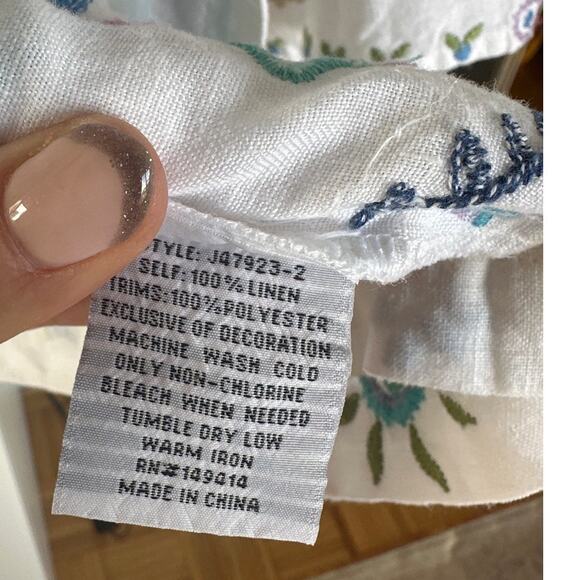 STYLE: J47923-2
SELF: 100% LINEN
TRIMS: 100% POLYESTER
EXCLUSIVE OF DECORATION
MACHINE WASH COLD
ONLY NON-CHLORINE
BLEACH WHEN NEEDED
TUMBLE DRY LOW
WARM IRON
RN#149414
MADE IN CHINA